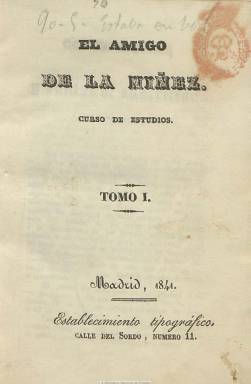 EL AMIGO
DE LA NIÑEZ.
CURSO DE ESTUDIOS.
TOMO I.
Madrid, 1841.
Establecimiento tipográfico,
CALLE DEL SORDO, NUMERO 11.